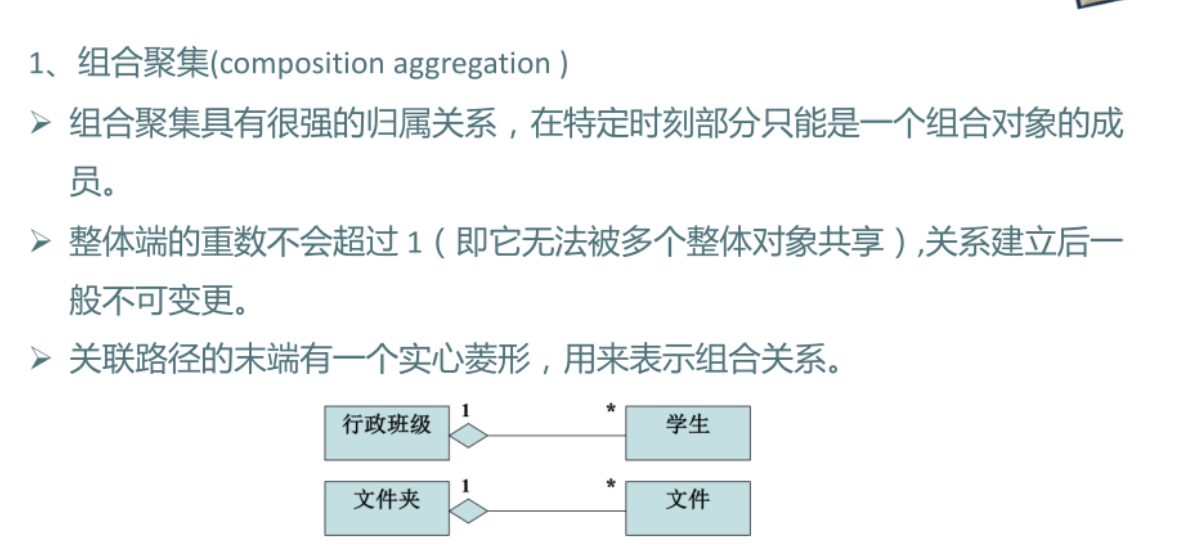 1、组合聚集(composition aggregation )
➢ 组合聚集具有很强的归属关系，在特定时刻部分只能是一个组合对象的成
员。
➢ 整体端的重数不会超过 1（即它无法被多个整体对象共享）,关系建立后一
般不可变更。
➢ 关联路径的末端有一个实心菱形，用来表示组合关系。
行政班级 1 * 学生
文件夹 1 * 文件